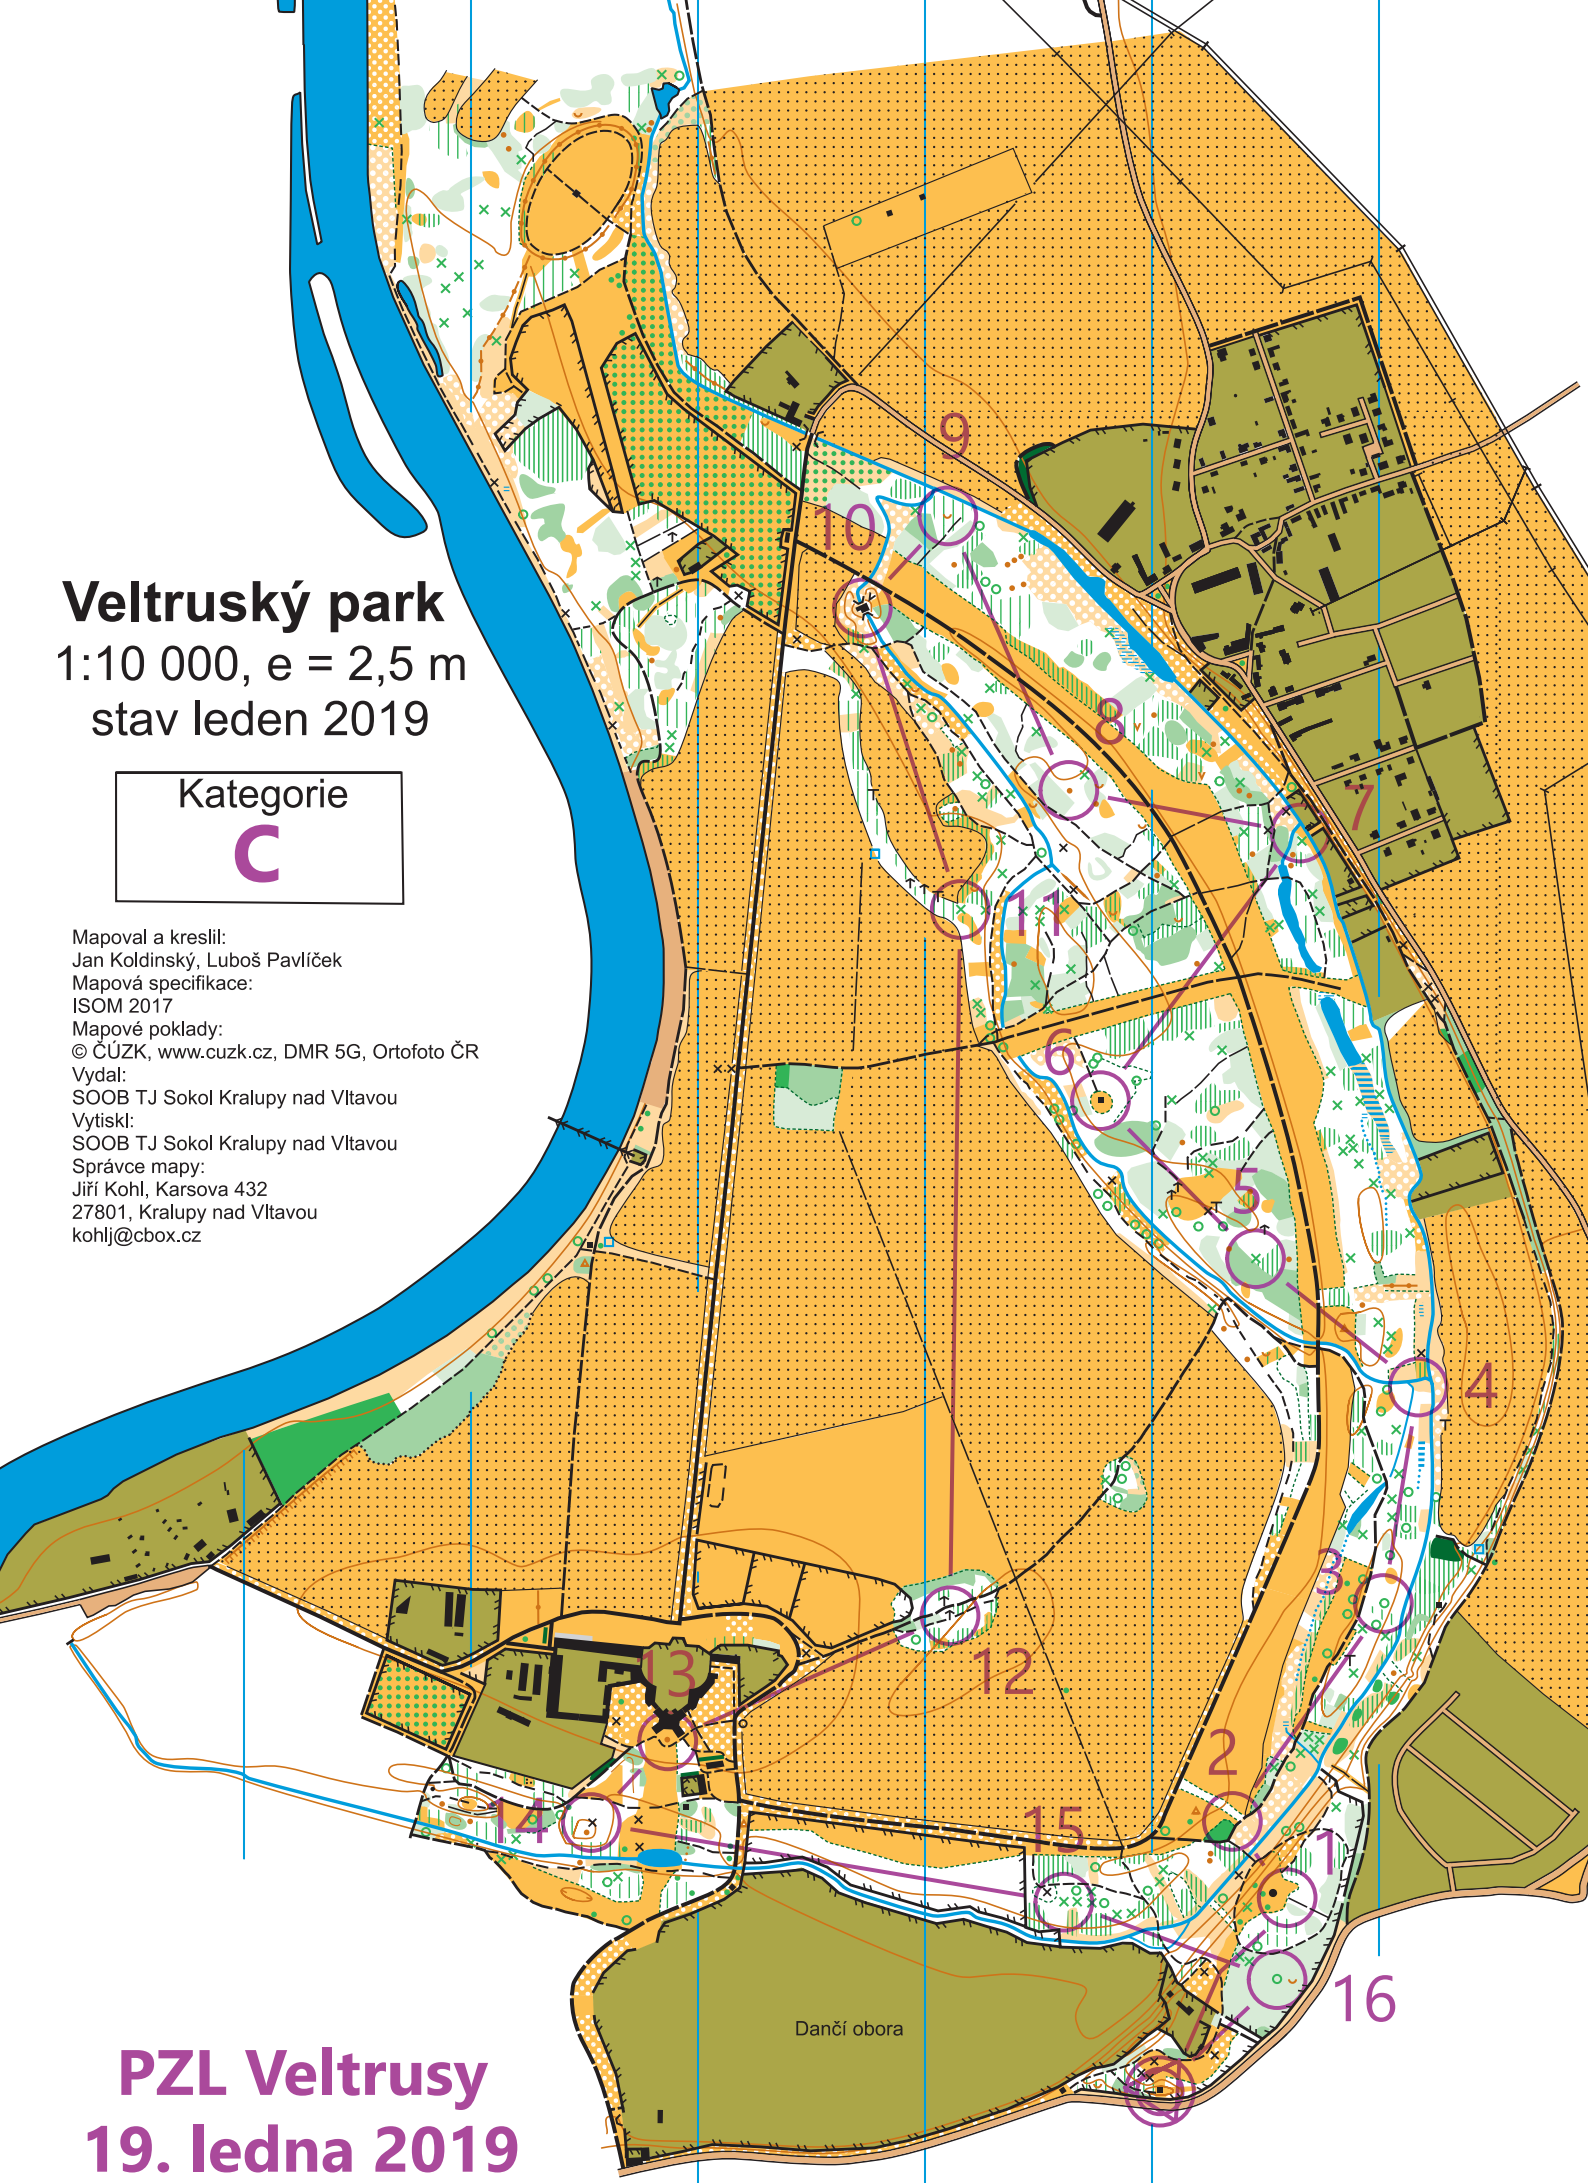 Veltruský park
1:10 000, e = 2,5 m
stav leden 2019
Kategorie
C
Mapoval a kreslil:
Jan Koldinský, Luboš Pavlíček
Mapová specifikace:
ISOM 2017
Mapové poklady:
© ČÚZK, www.cuzk.cz, DMR 5G, Ortofoto ČR
Vydal:
SOOB TJ Sokol Kralupy nad Vltavou
Vytiskl:
SOOB TJ Sokol Kralupy nad Vltavou
Správce mapy:
Jiří Kohl, Karsova 432
27801, Kralupy nad Vltavou
kohlj@cbox.cz
9
10
8
7
11
6
5
4
3
12
13
2
14
15
1
16
Dančí obora
PZL Veltrusy
19. ledna 2019